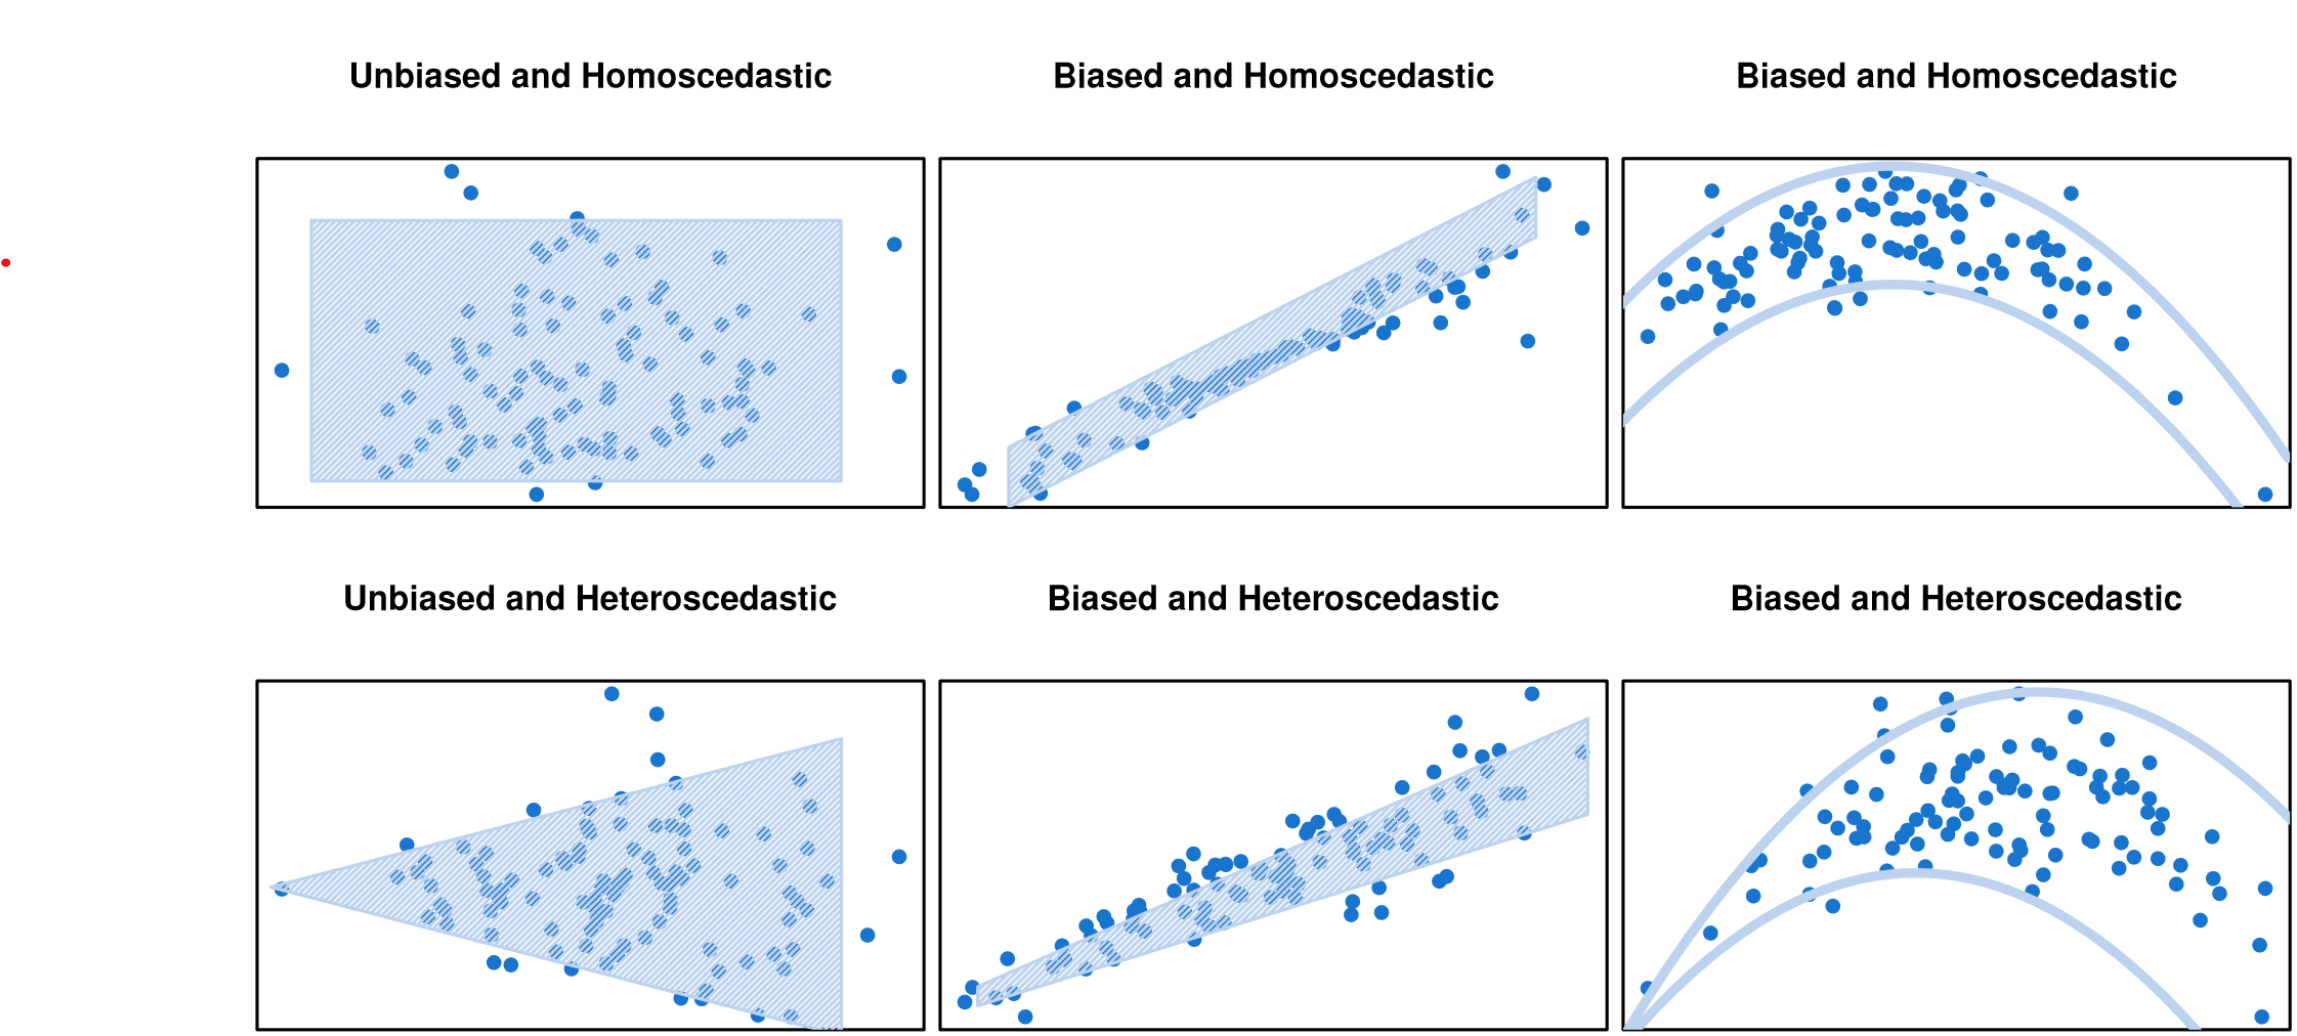 Unbiased and Homoscedastic
Biased and Homoscedastic
Biased and Homoscedastic
Unbiased and Heteroscedastic
Biased and Heteroscedastic
Biased and Heteroscedastic